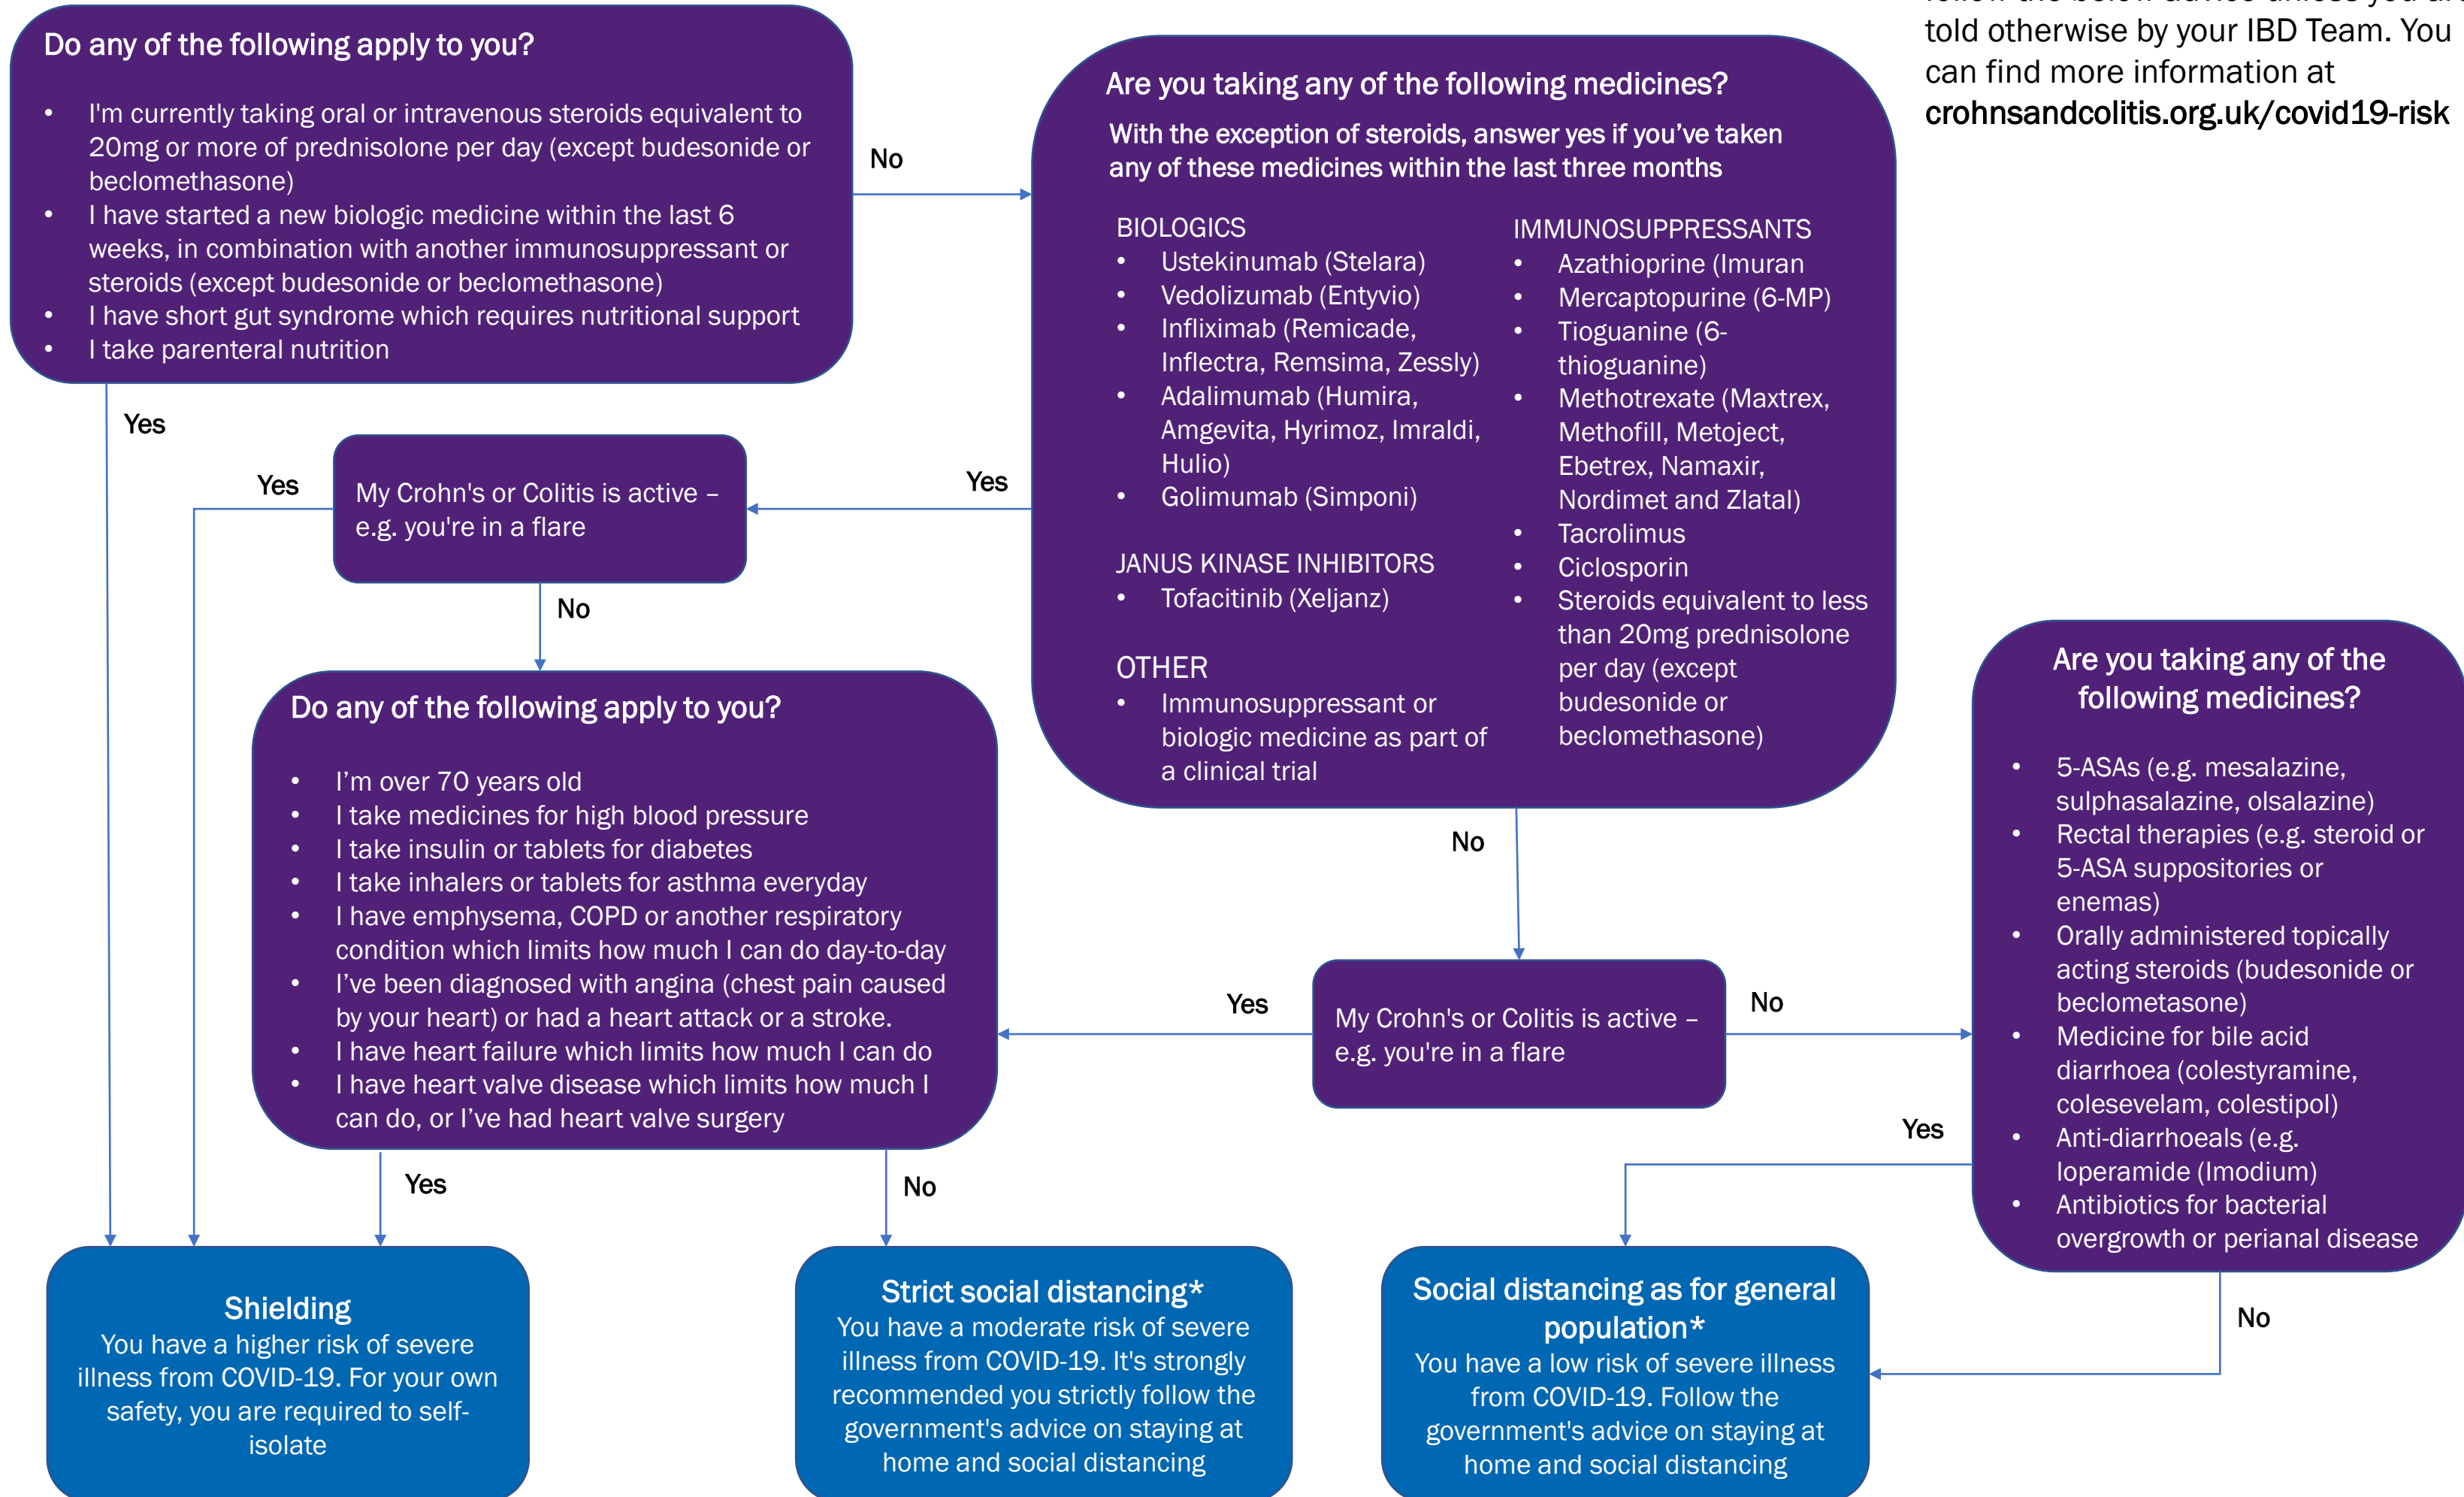 follow the below advice unless you are
told otherwise by your IBD Team. You
can find more information at
crohnsandcolitis.org.uk/covid19-risk
Do any of the following apply to you?
• I'm currently taking oral or intravenous steroids equivalent to
20mg or more of prednisolone per day (except budesonide or
beclomethasone)
• I have started a new biologic medicine within the last 6
weeks, in combination with another immunosuppressant or
steroids (except budesonide or beclomethasone)
• I have short gut syndrome which requires nutritional support
• I take parenteral nutrition
No
Yes
Are you taking any of the following medicines?
With the exception of steroids, answer yes if you've taken
any of these medicines within the last three months
BIOLOGICS
• Ustekinumab (Stelara)
• Vedolizumab (Entyvio)
• Infliximab (Remicade,
Inflectra, Remsima, Zessly)
• Adalimumab (Humira,
Amgevita, Hyrimoz, Imraldi,
Hulio)
• Golimumab (Simponi)
JANUS KINASE INHIBITORS
• Tofacitinib (Xeljanz)
OTHER
• Immunosuppressant or
biologic medicine as part of
a clinical trial
IMMUNOSUPPRESSANTS
• Azathioprine (Imuran
• Mercaptopurine (6-MP)
• Tioguanine (6-
thioguanine)
• Methotrexate (Maxtrex,
Methofill, Metoject,
Ebetrex, Namaxir,
Nordimet and Zlatal)
• Tacrolimus
• Ciclosporin
• Steroids equivalent to less
than 20mg prednisolone
per day (except
budesonide or
beclomethasone)
Yes
No
My Crohn's or Colitis is active –
e.g. you're in a flare
Yes
No
Do any of the following apply to you?
• I'm over 70 years old
• I take medicines for high blood pressure
• I take insulin or tablets for diabetes
• I take inhalers or tablets for asthma everyday
• I have emphysema, COPD or another respiratory
condition which limits how much I can do day-to-day
• I've been diagnosed with angina (chest pain caused
by your heart) or had a heart attack or a stroke.
• I have heart failure which limits how much I can do
• I have heart valve disease which limits how much I
can do, or I've had heart valve surgery
Yes
No
My Crohn's or Colitis is active –
e.g. you're in a flare
Yes
No
Are you taking any of the
following medicines?
• 5-ASAs (e.g. mesalazine,
sulphasalazine, olsalazine)
• Rectal therapies (e.g. steroid or
5-ASA suppositories or
enemas)
• Orally administered topically
acting steroids (budesonide or
beclometasone)
• Medicine for bile acid
diarrhoea (colestyramine,
colesevelam, colestipol)
• Anti-diarrhoeals (e.g.
loperamide (Imodium)
• Antibiotics for bacterial
overgrowth or perianal disease
Yes
No
Shielding
You have a higher risk of severe
illness from COVID-19. For your own
safety, you are required to self-
isolate
Strict social distancing*
You have a moderate risk of severe
illness from COVID-19. It's strongly
recommended you strictly follow the
government's advice on staying at
home and social distancing
Social distancing as for general
population*
You have a low risk of severe illness
from COVID-19. Follow the
government's advice on staying at
home and social distancing